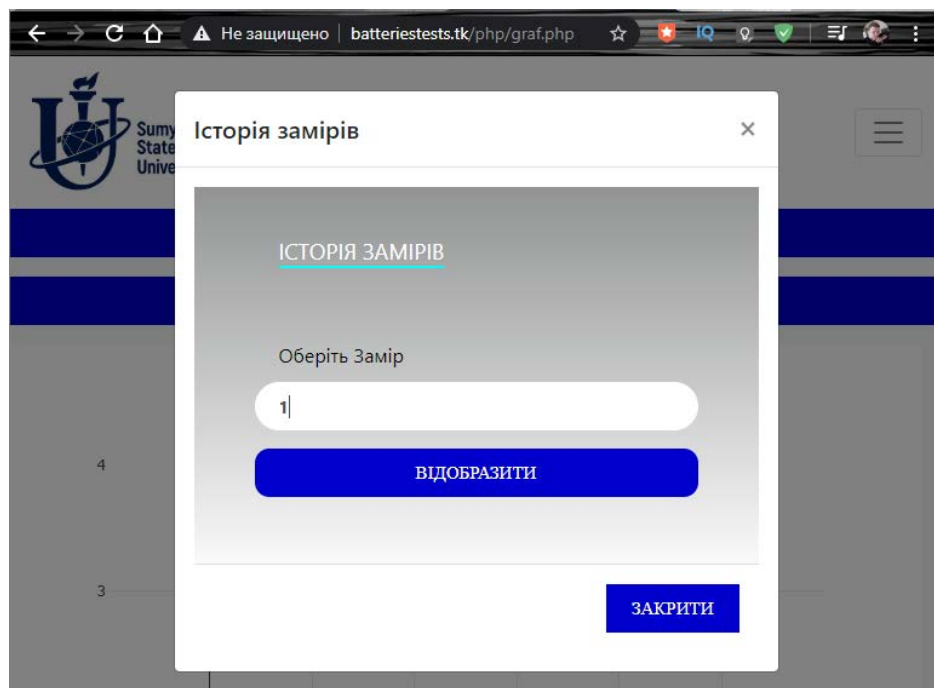 Не защищено | batteriestests.tk/php/graf.php
IQ
Sumy
State
Unive
Історія замірів
×
ІСТОРІЯ ЗАМІРІВ
Оберіть Замір
1
ВІДОБРАЗИТИ
4
3
ЗАКРИТИ